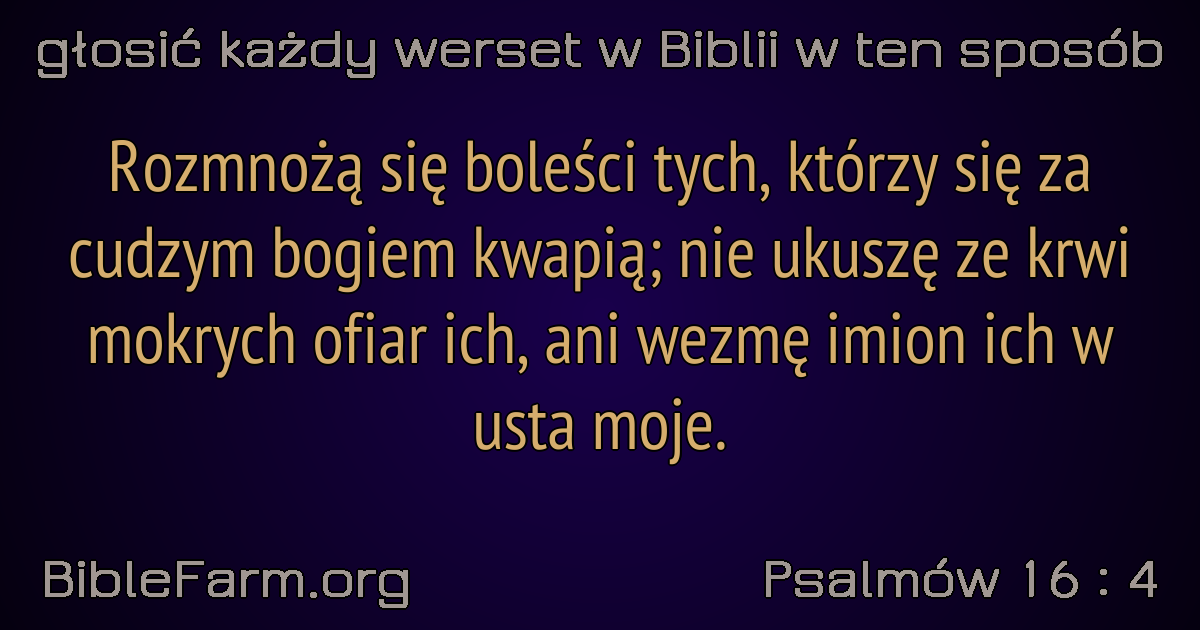 głosić każdy werset w Biblii w ten sposób
Rozmnożą się boleści tych, którzy się za
cudzym bogiem kwapią; nie ukuszę ze krwi
mokrych ofiar ich, ani wezmę imion ich w
usta moje.
BibleFarm.org
Psalmów 16 : 4